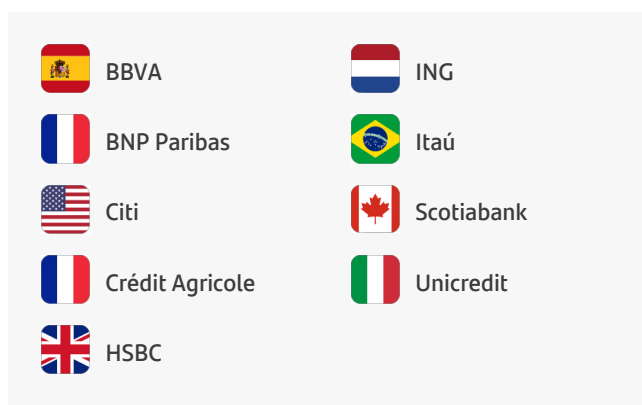 BBVA
BNP Paribas
Citi
Crédit Agricole
HSBC
ING
Itaú
Scotiabank
Unicredit